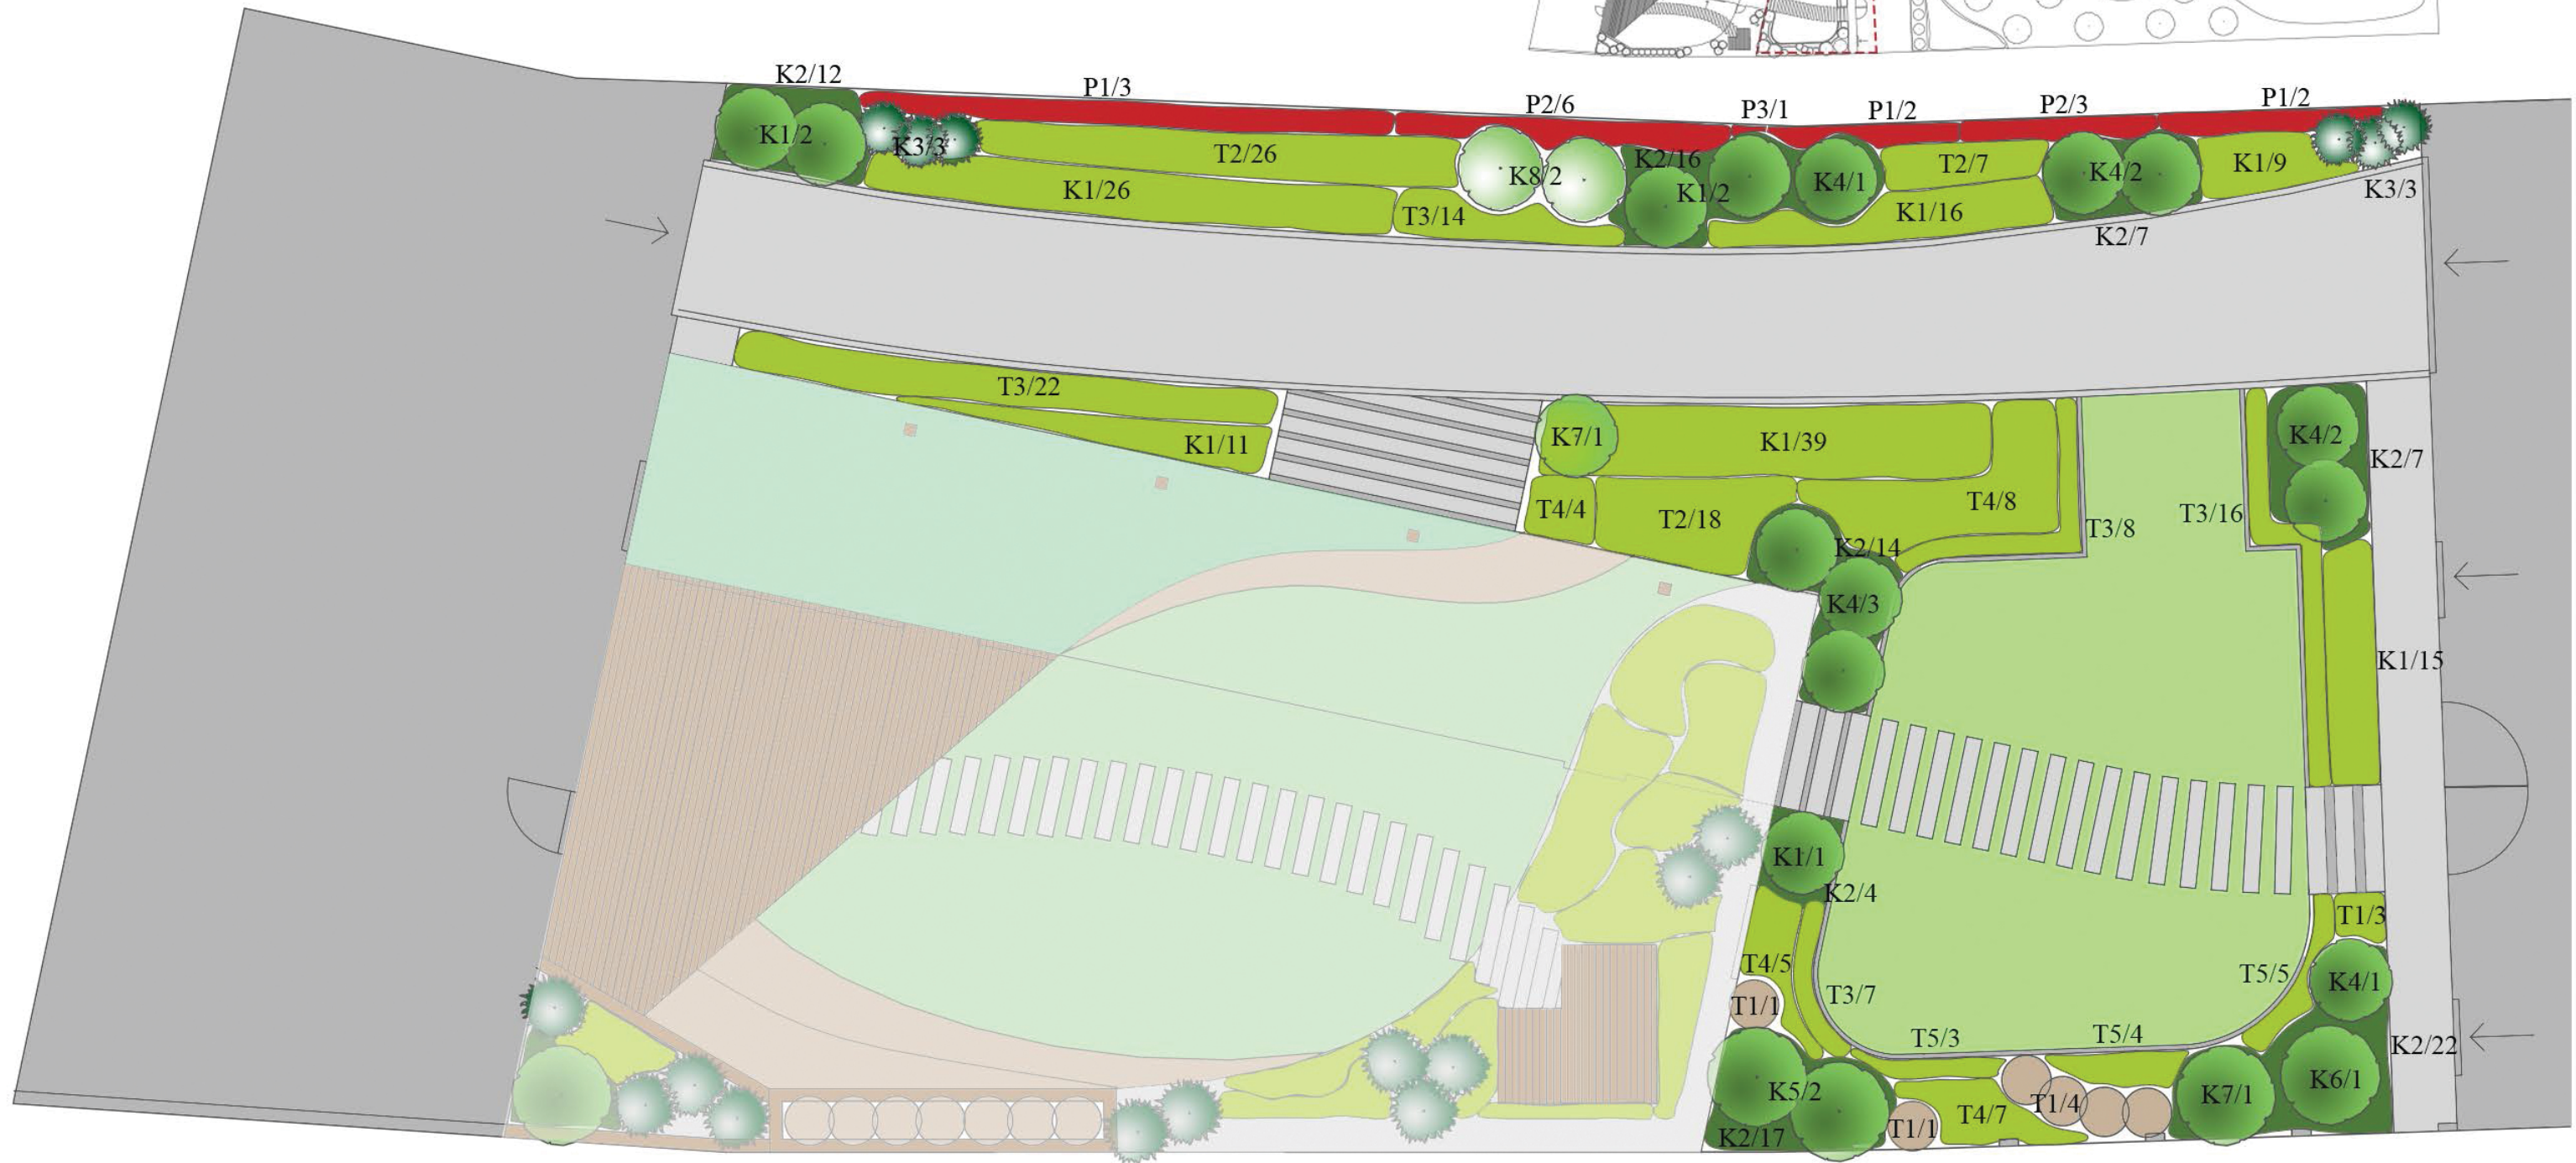 K2/12
P1/3
P2/6
P3/1
P1/2
P2/3
P1/2
K1/2
K3/3
T2/26
K8/2
K2/16
K1/2
K4/1
T2/7
K4/2
K1/9
K3/3
K1/26
T3/14
K1/16
K2/7
T3/22
K1/11
K7/1
K1/39
K4/2
K2/7
T4/4
T2/18
T4/8
T3/8
T3/16
K2/14
K4/3
K1/15
K1/1
K2/4
T1/3
T4/5
T3/7
T5/5
K4/1
T1/1
T5/3
T5/4
K2/22
K5/2
T1/4
K7/1
K6/1
K2/17
T1/1
T4/7